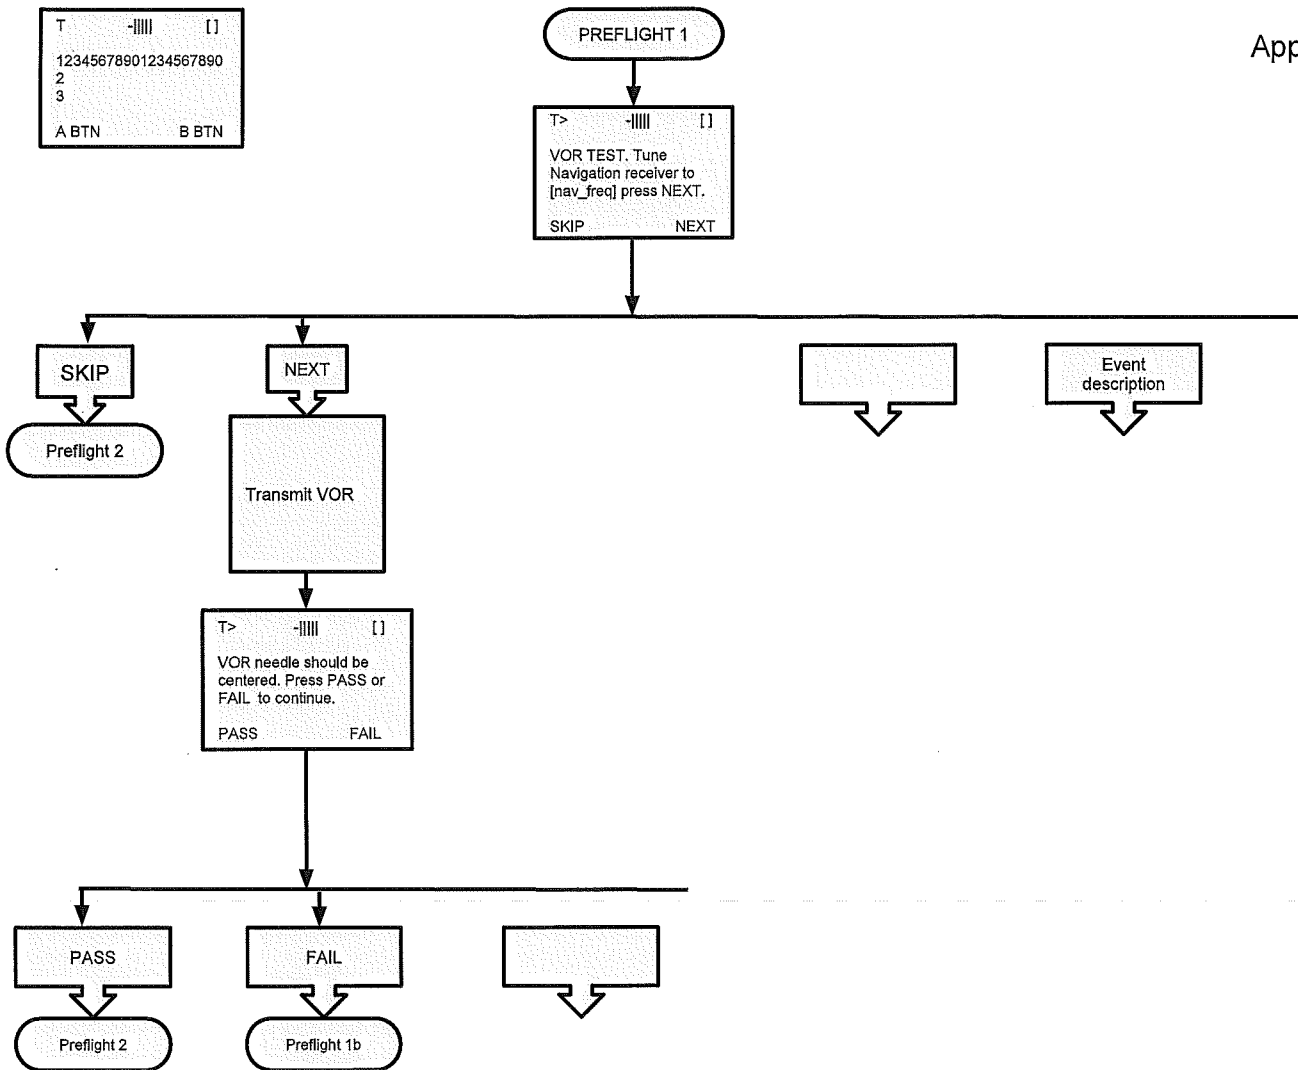 T -||||| []
12345678901234567890
2
3
A BTN B BTN
PREFLIGHT 1
App
T> -||||| []
VOR TEST. Tune
Navigation receiver to
[nav_freq] press NEXT.
SKIP NEXT
SKIP
NEXT
Event
description
Preflight 2
Transmit VOR
T> -||||| []
VOR needle should be
centered. Press PASS or
FAIL to continue.
PASS FAIL
PASS
FAIL
Preflight 2
Preflight 1b